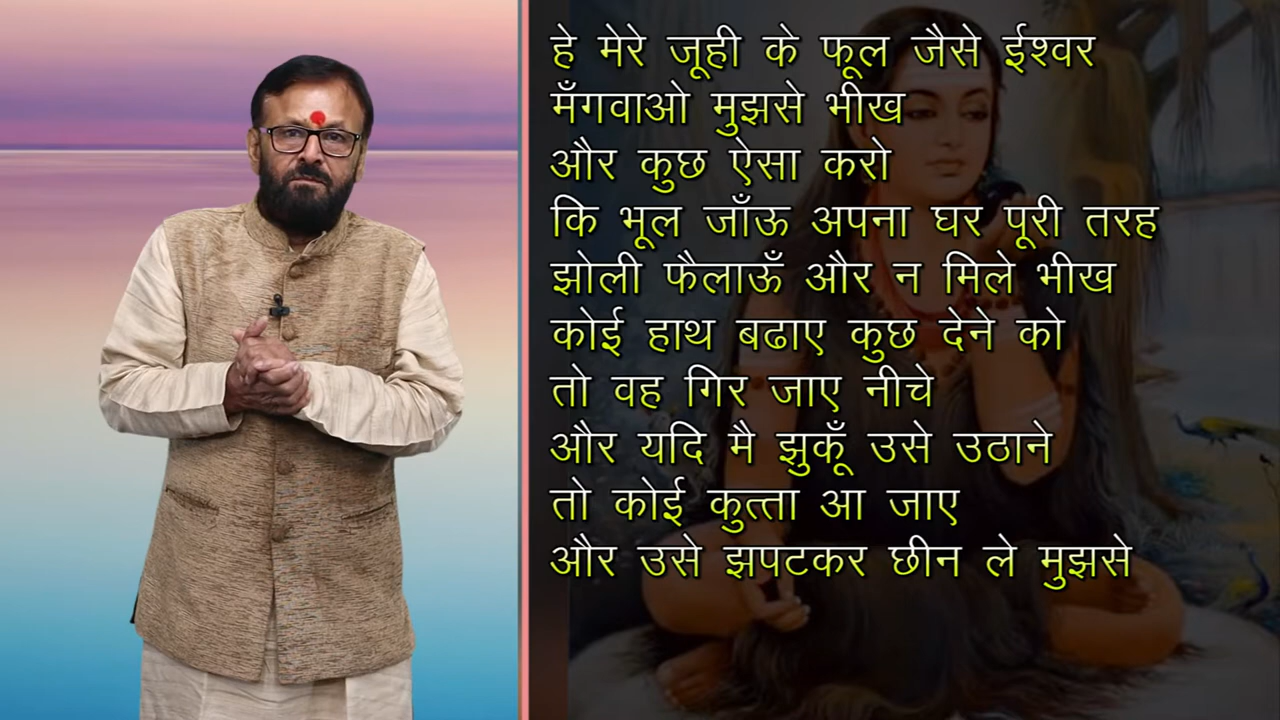 हे मेरे जूही के फूल जैसे ईश्वर
मँगवाओ मुझसे भीख
और कुछ ऐसा करो
कि भूल जाँऊ अपना घर पूरी तरह
झोली फैलाऊँ और न मिले भीख
कोई हाथ बढाए कुछ देने को
तो वह गिर जाए नीचे
और यदि मै झुकूँ उसे उठाने
तो कोई कुत्ता आ जाए
और उसे झपटकर छीन ले मुझसे